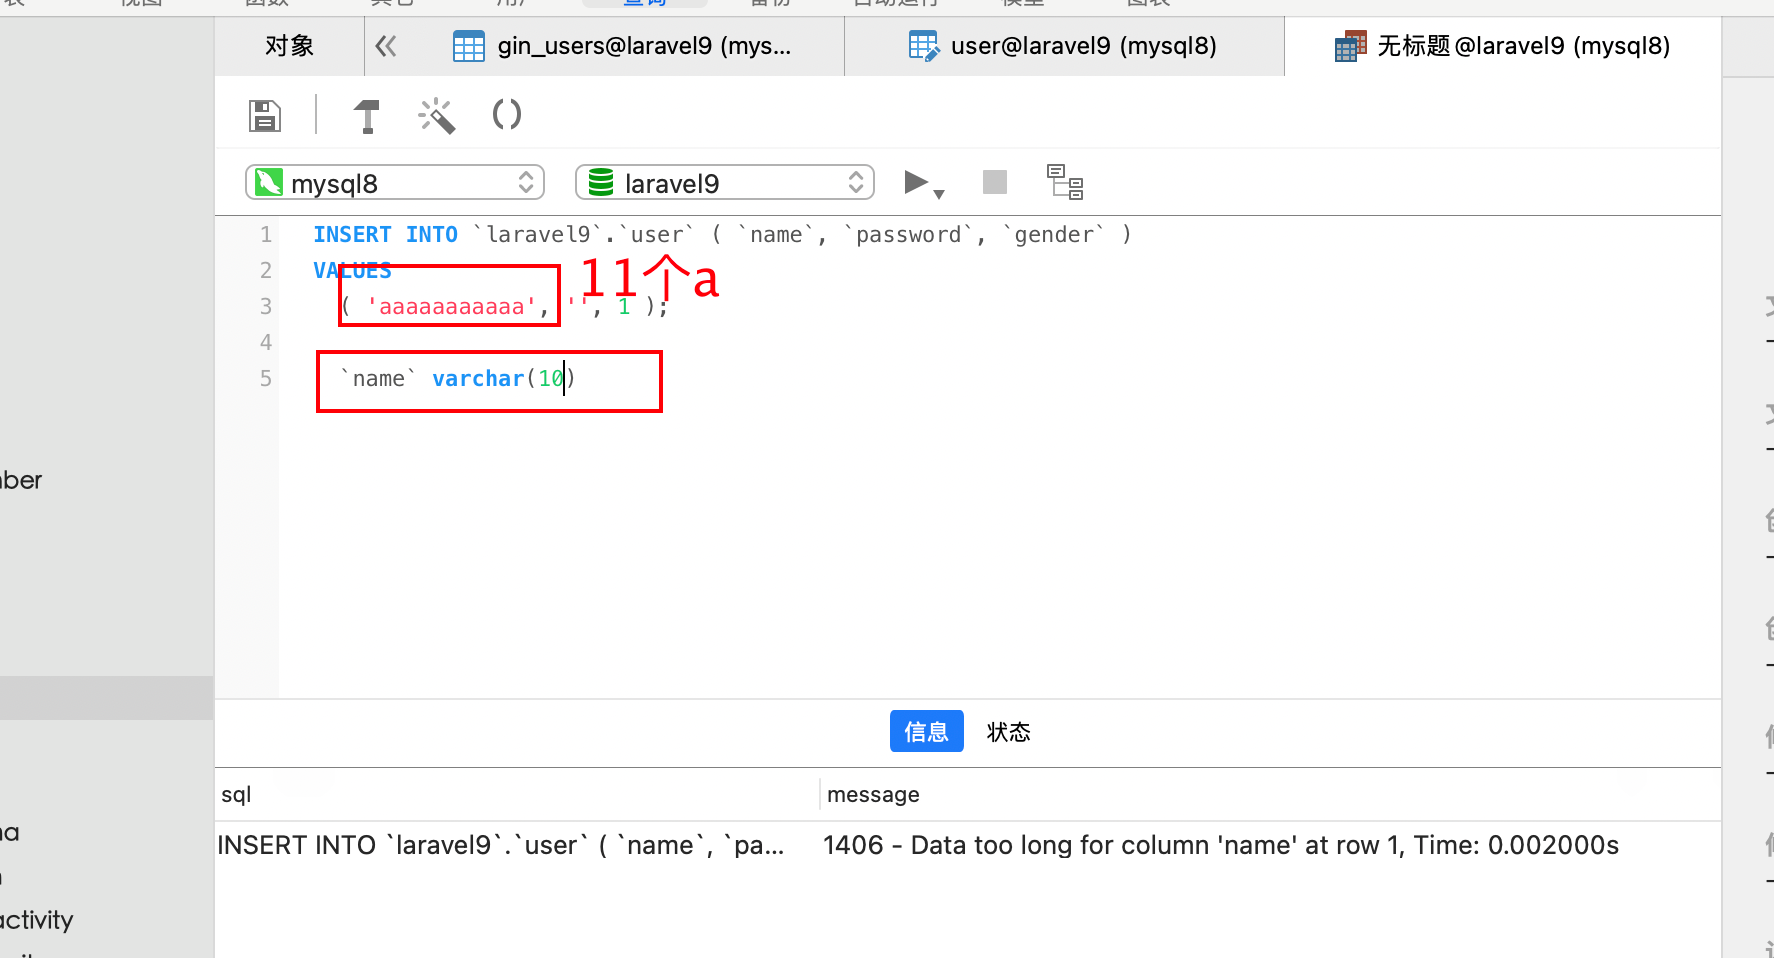 查询
对象
gin_users@laravel9 (mys...
user@laravel9 (mysql8)
无标题@laravel9 (mysql8)
mysql8
laravel9
1 INSERT INTO `laravel9`.`user` ( `name`, `password`, `gender` )
2 VALUES
11个a
3 ( 'aaaaaaaaaaa', '', 1 );
4
5 `name` varchar(10)
信息
状态
sql
message
INSERT INTO `laravel9`.`user` ( `name`, `pa...
1406 - Data too long for column 'name' at row 1, Time: 0.002000s
ber
activity